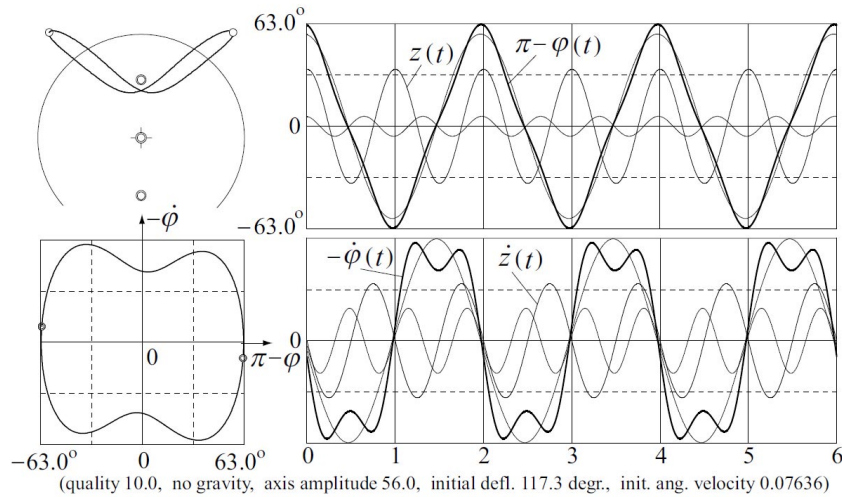 63.0°
z(t)
π−φ(t)
0
−63.0°
−φ̇
−φ̇(t)
ż(t)
0
π−φ
0
−63.0° 0 63.0°
0 1 2 3 4 5 6
(quality 10.0, no gravity, axis amplitude 56.0, initial defl. 117.3 degr., init. ang. velocity 0.07636)